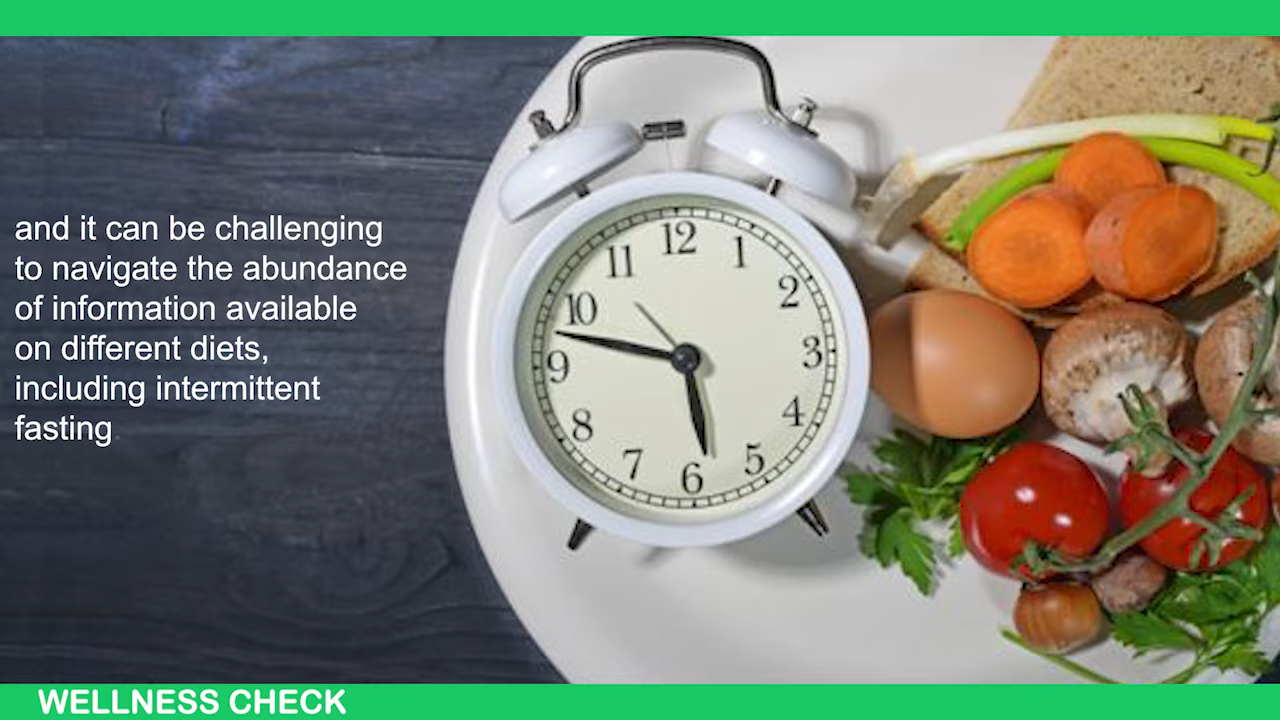 and it can be challenging
to navigate the abundance
of information available
on different diets,
including intermittent
fasting
12
1
2
3
4
5
6
7
8
9
10
11
WELLNESS CHECK